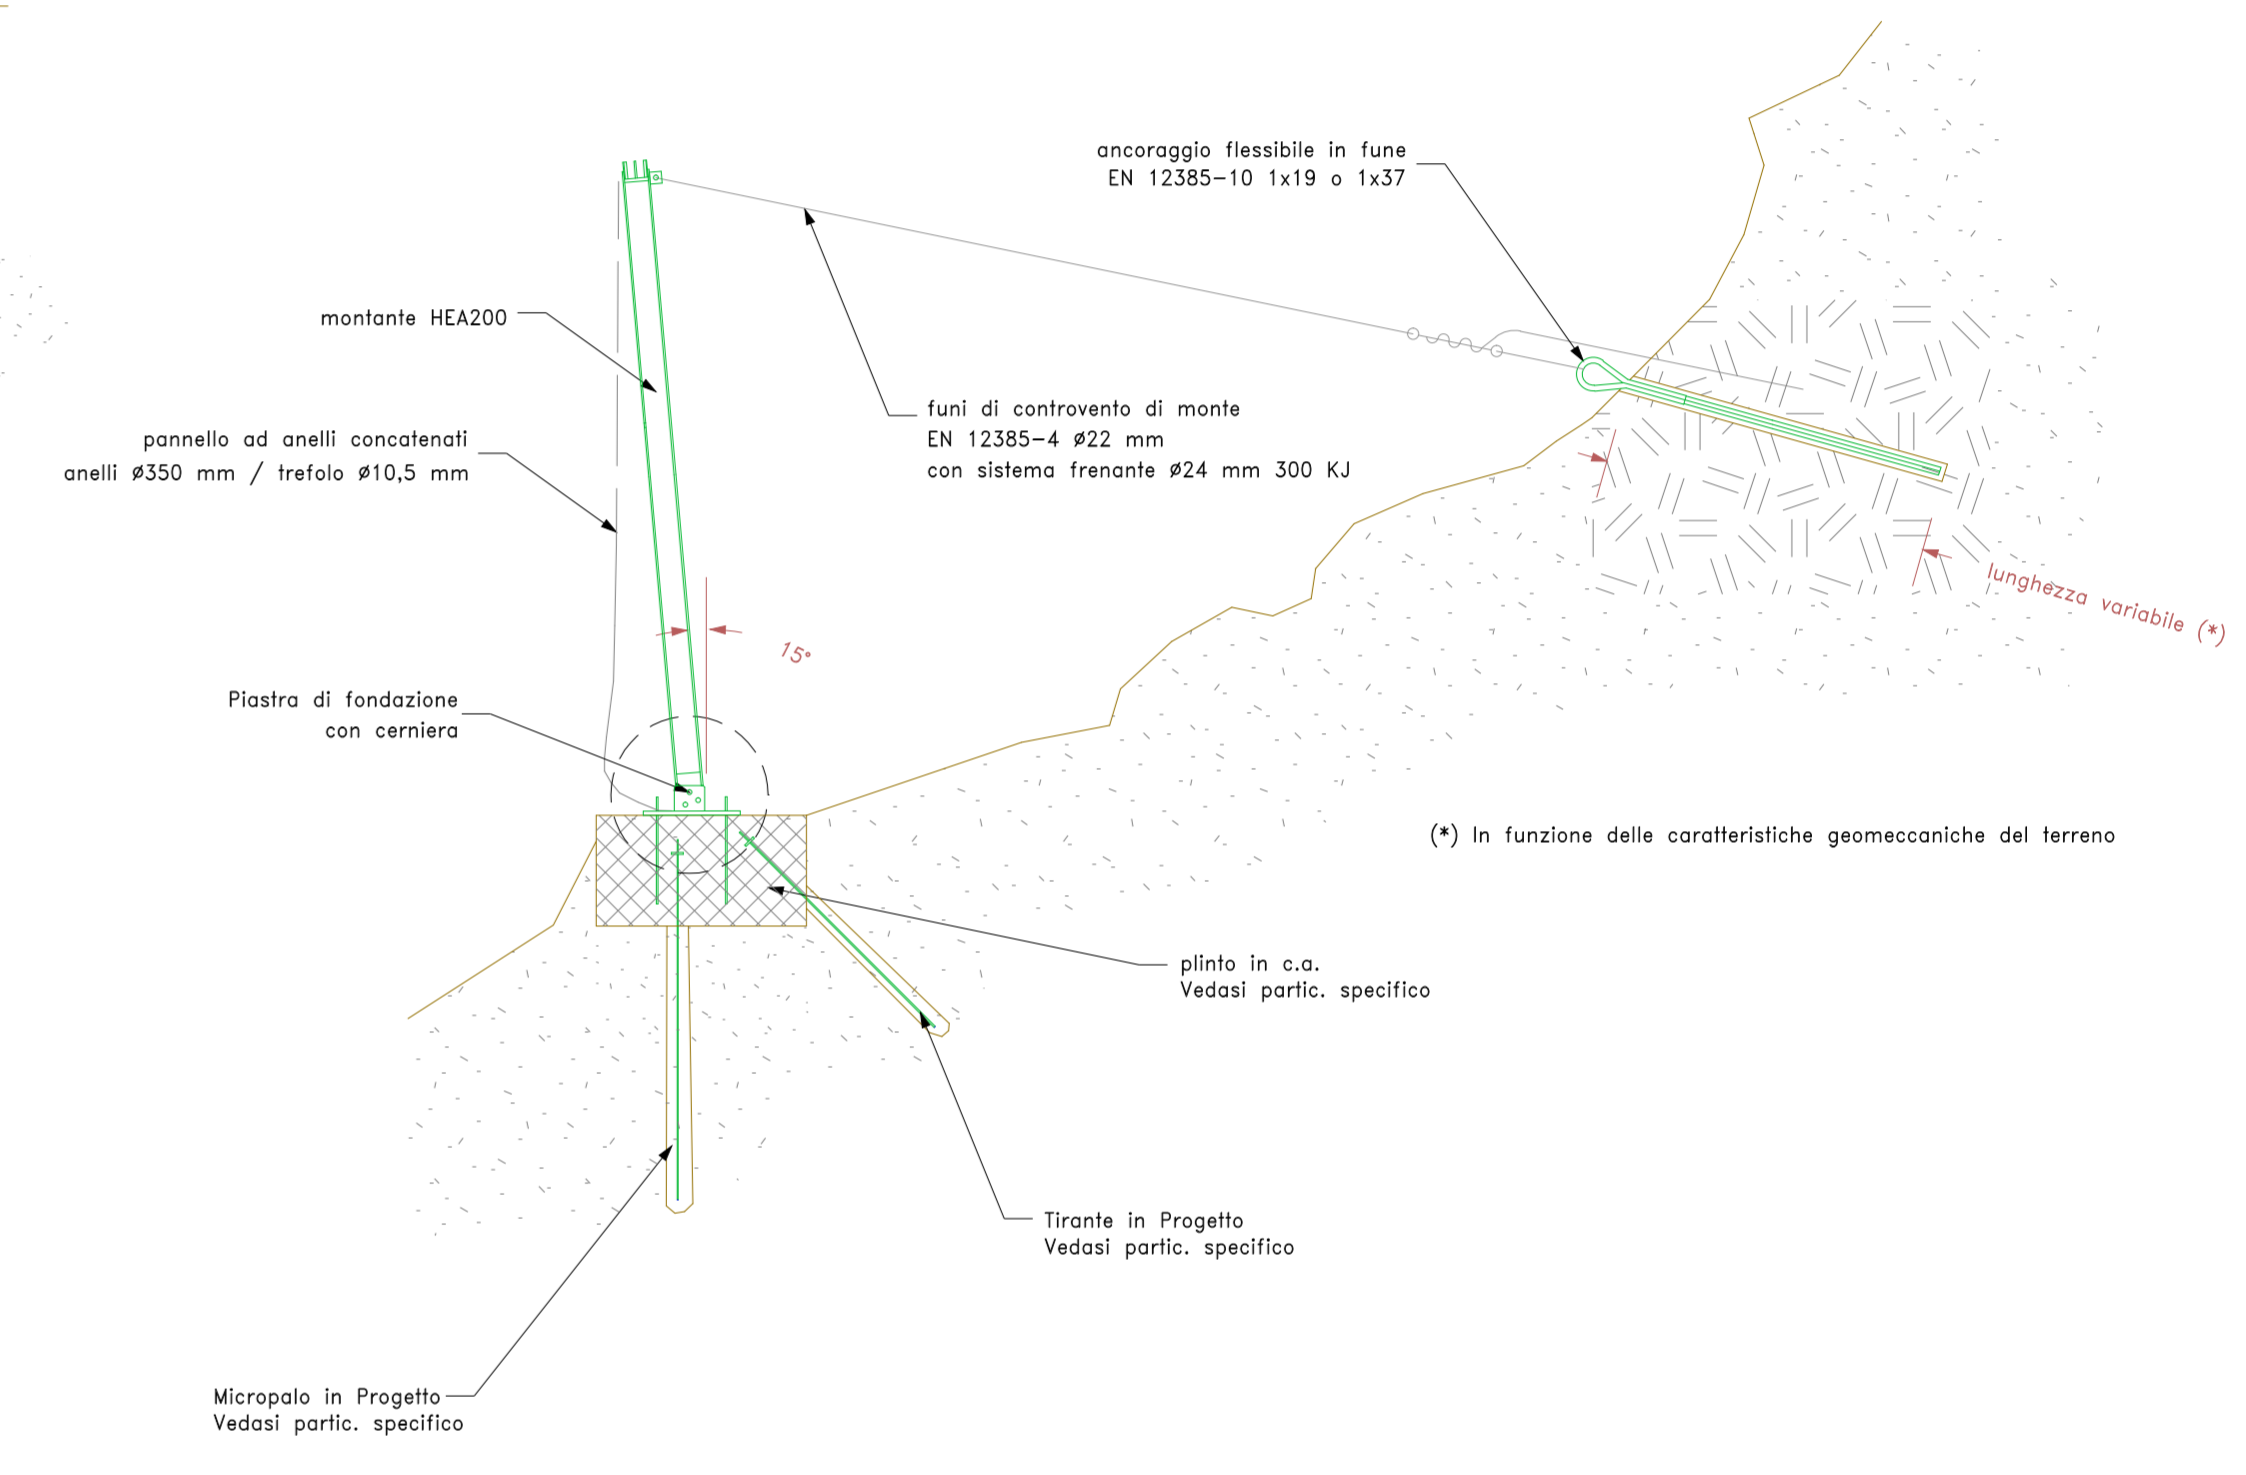 ancoraggio flessibile in fune
EN 12385-10 1x19 o 1x37
montante HEA200
funi di controvento di monte
EN 12385-4 ø22 mm
con sistema frenante ø24 mm 300 KJ
pannello ad anelli concatenati
anelli ø350 mm / trefolo ø10,5 mm
lunghezza variabile (*)
15°
Piastra di fondazione
con cerniera
(*) In funzione delle caratteristiche geomeccaniche del terreno
plinto in c.a.
Vedasi partic. specifico
Tirante in Progetto
Vedasi partic. specifico
Micropalo in Progetto
Vedasi partic. specifico